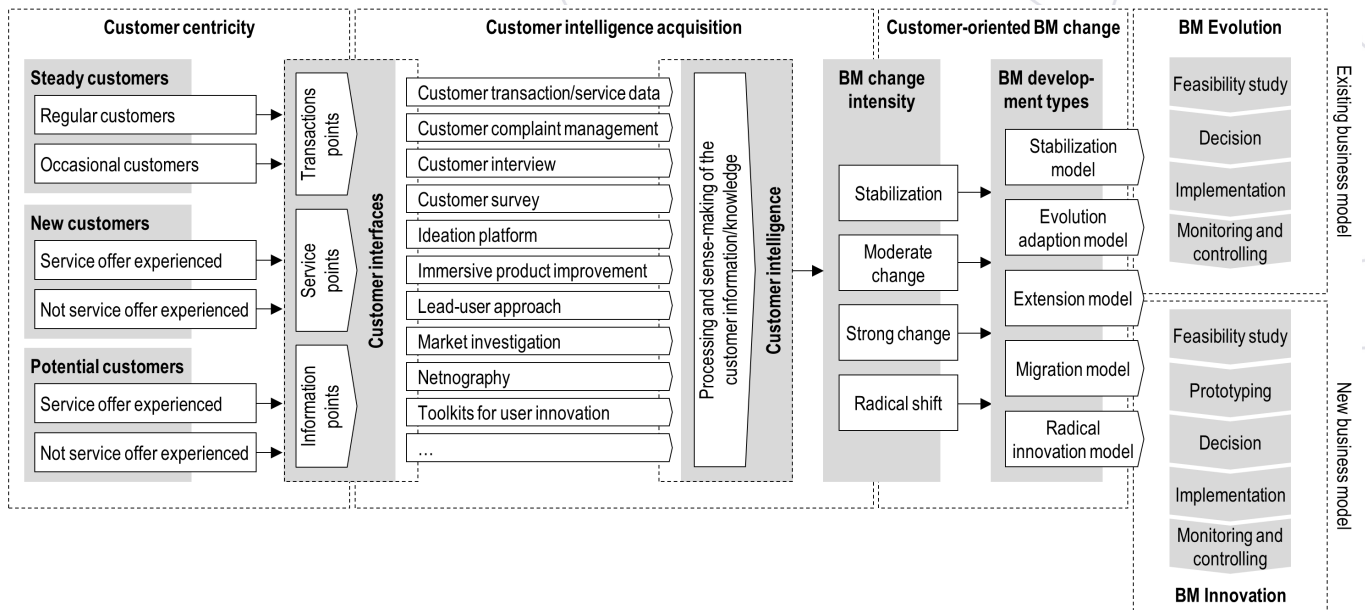 Customer centricity
Customer intelligence acquisition
Customer-oriented BM change
BM Evolution
Steady customers
Regular customers
Occasional customers
New customers
Service offer experienced
Not service offer experienced
Potential customers
Service offer experienced
Not service offer experienced
Transactions
points
Service
points
Information
points
Customer interfaces
Customer transaction/service data
Customer complaint management
Customer interview
Customer survey
Ideation platform
Immersive product improvement
Lead-user approach
Market investigation
Netnography
Toolkits for user innovation
…
Processing and sense-making of the
customer information/knowledge
Customer intelligence
BM change
intensity
Stabilization
Moderate
change
Strong change
Radical shift
BM develop-
ment types
Stabilization
model
Evolution
adaption model
Extension model
Migration model
Radical
innovation model
Feasibility study
Decision
Implementation
Monitoring and
controlling
Existing business model
Feasibility study
Prototyping
Decision
Implementation
Monitoring and
controlling
New business model
BM Innovation